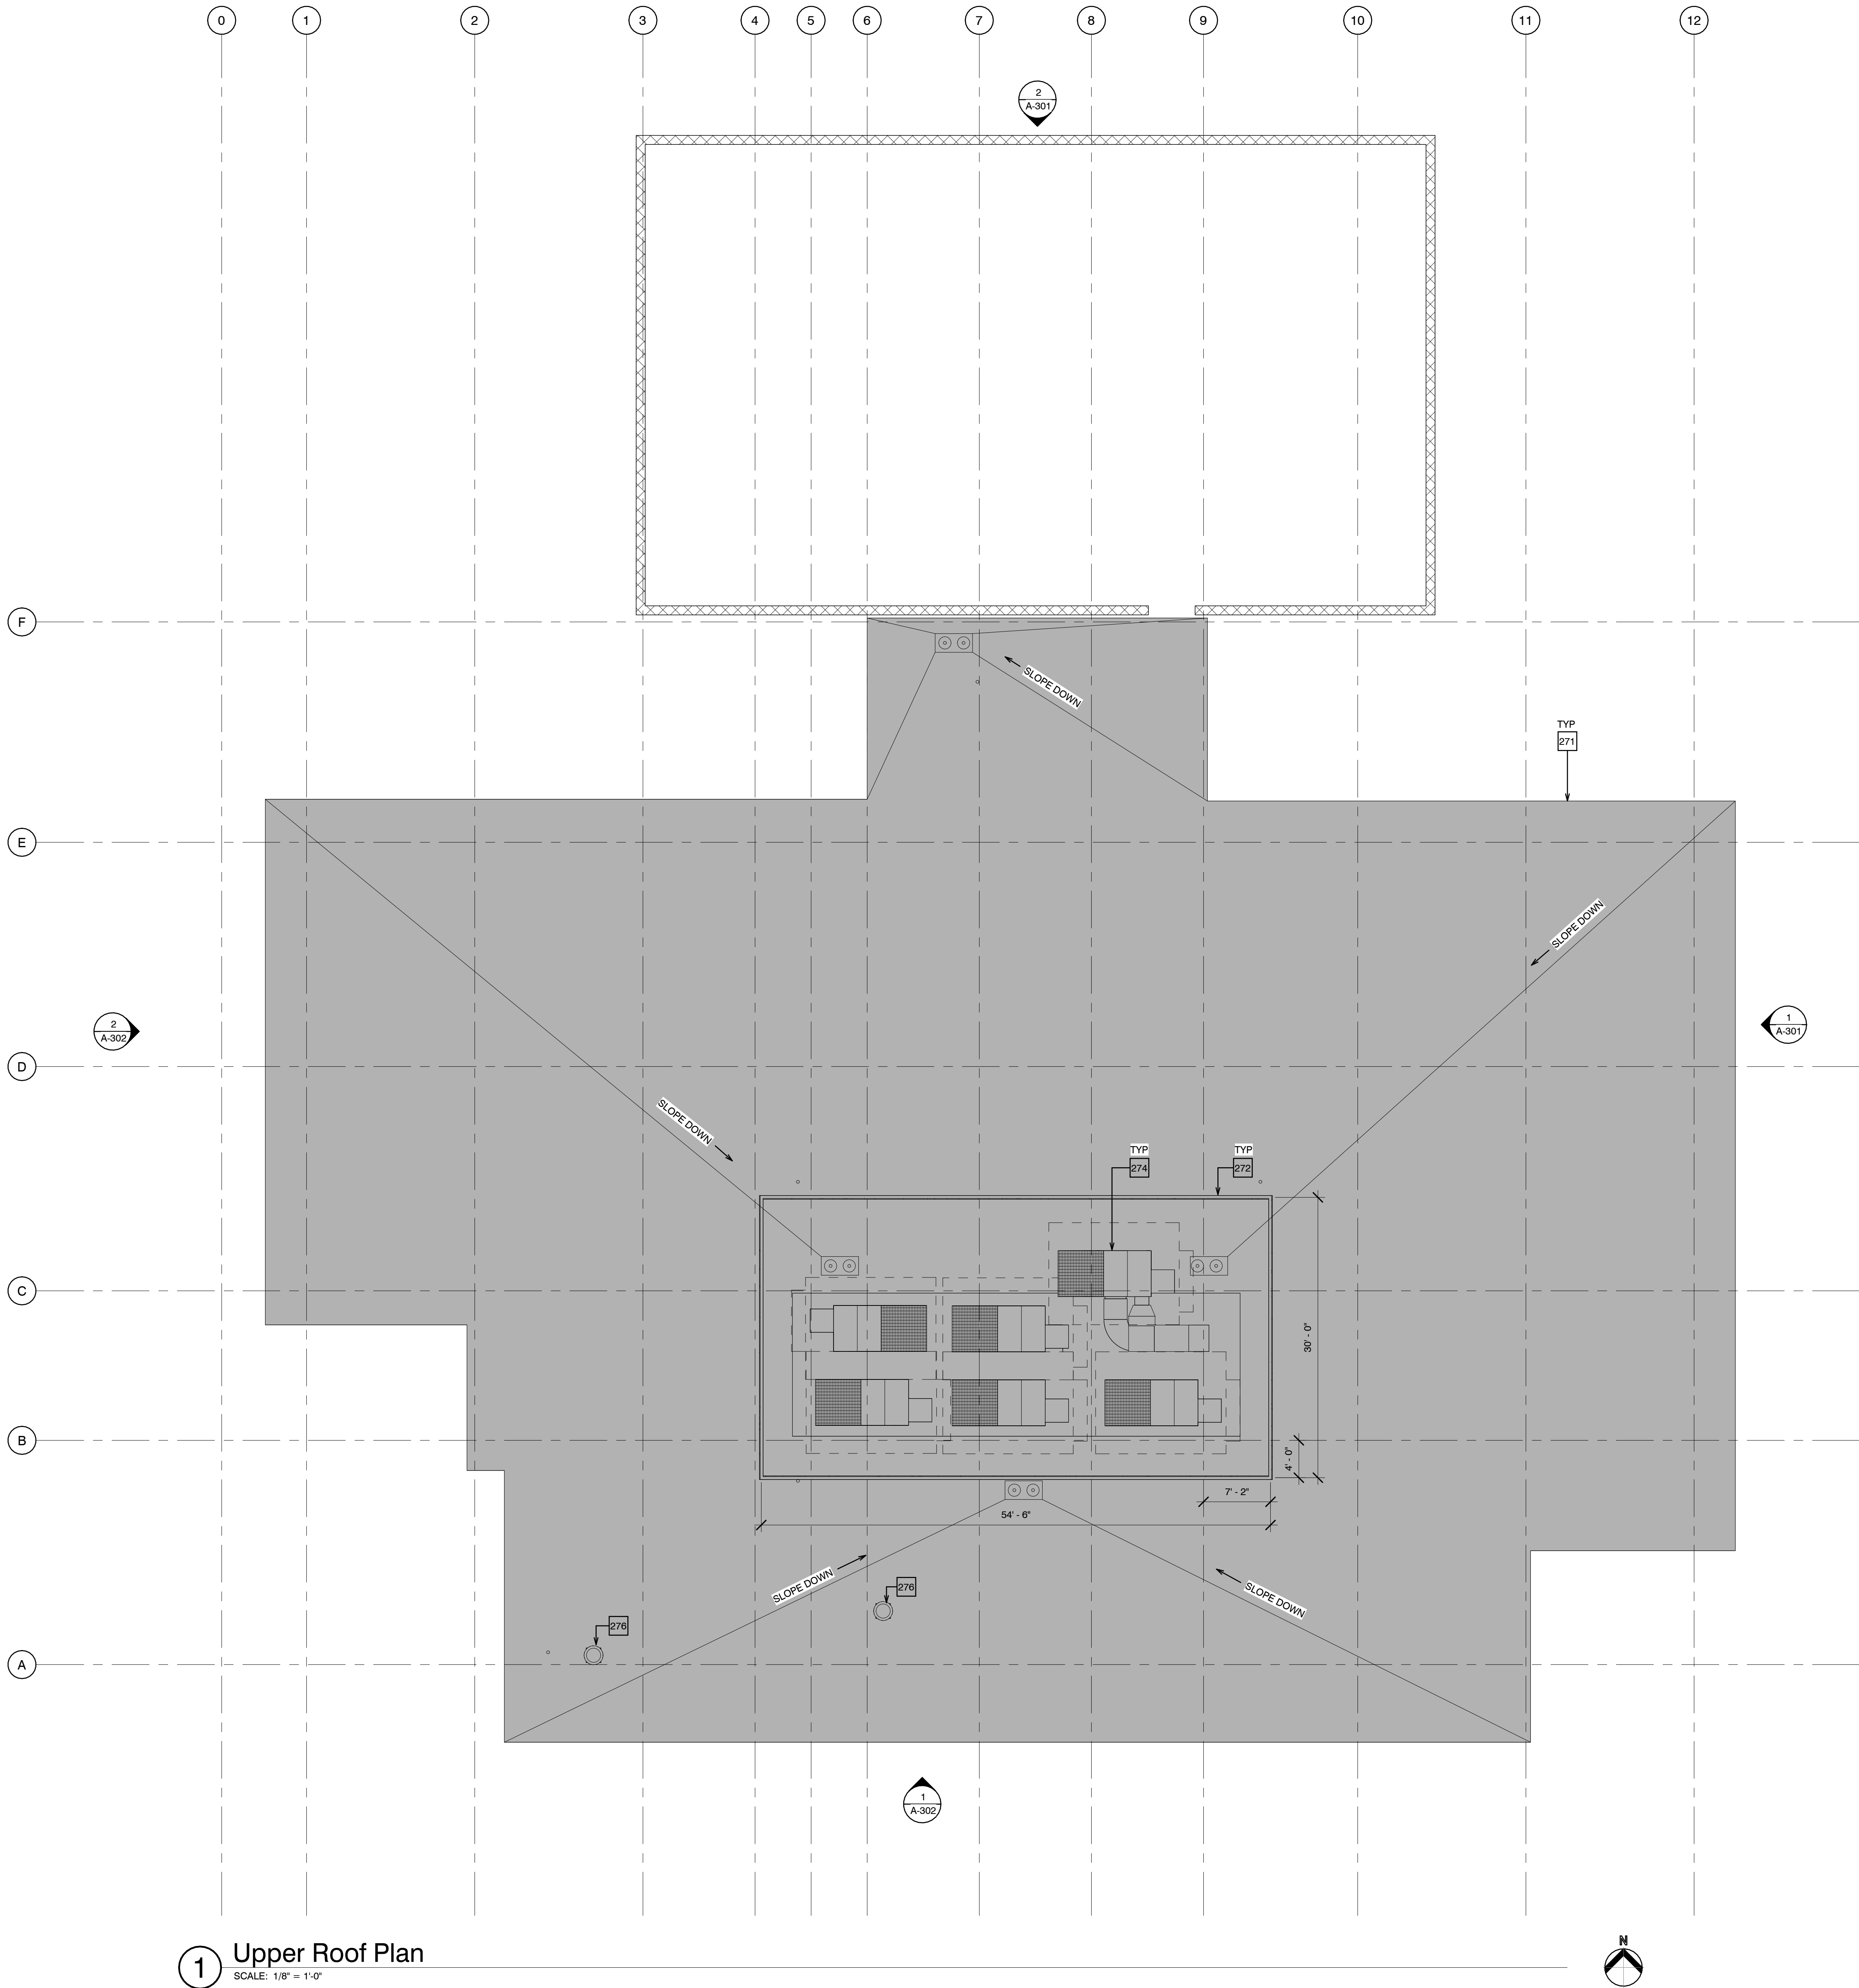 0 1 2 3 4 5 6 7 8 9 10 11 12
2
A-301
F
SLOPE DOWN
TYP
271
E
SLOPE DOWN
2
A-302
1
A-301
D
SLOPE DOWN
TYP
274
TYP
272
C
30' - 0"
B
4' - 0"
7' - 2"
54' - 6"
SLOPE DOWN
276
SLOPE DOWN
276
A
1
A-302
N
1
Upper Roof Plan
SCALE: 1/8" = 1'-0"